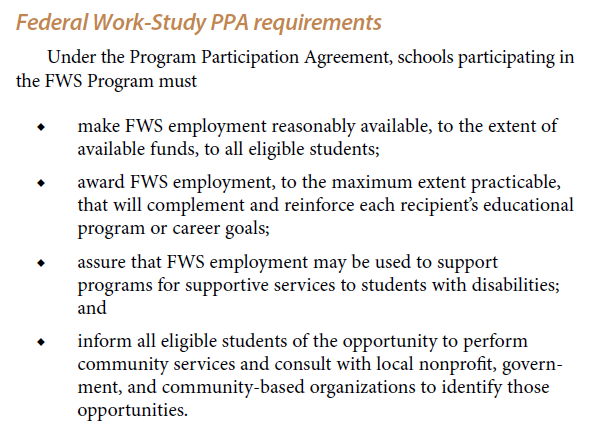 Federal Work-Study PPA requirements
Under the Program Participation Agreement, schools participating in
the FWS Program must
◆ make FWS employment reasonably available, to the extent of
available funds, to all eligible students;
◆ award FWS employment, to the maximum extent practicable,
that will complement and reinforce each recipient's educational
program or career goals;
◆ assure that FWS employment may be used to support
programs for supportive services to students with disabilities;
and
◆ inform all eligible students of the opportunity to perform
community services and consult with local nonprofit, govern-
ment, and community-based organizations to identify those
opportunities.